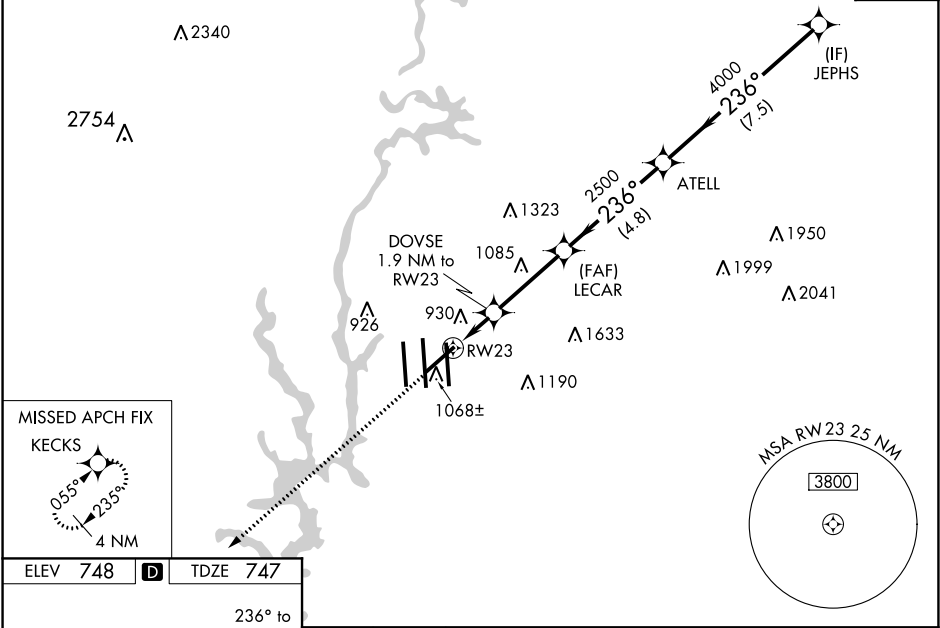 2340
(IF)
JEPHS
4000
236°
(7.5)
2754
ATELL
2500
236°
(4.8)
1323
DOVSE
1.9 NM to
RW23
1085
(FAF)
LECAR
1950
1999
2041
926
930
1633
RW23
1190
1068±
MISSED APCH FIX
KECKS
055°
235°
4 NM
MSA RW23 25 NM
3800
ELEV 748 D TDZE 747
236° to